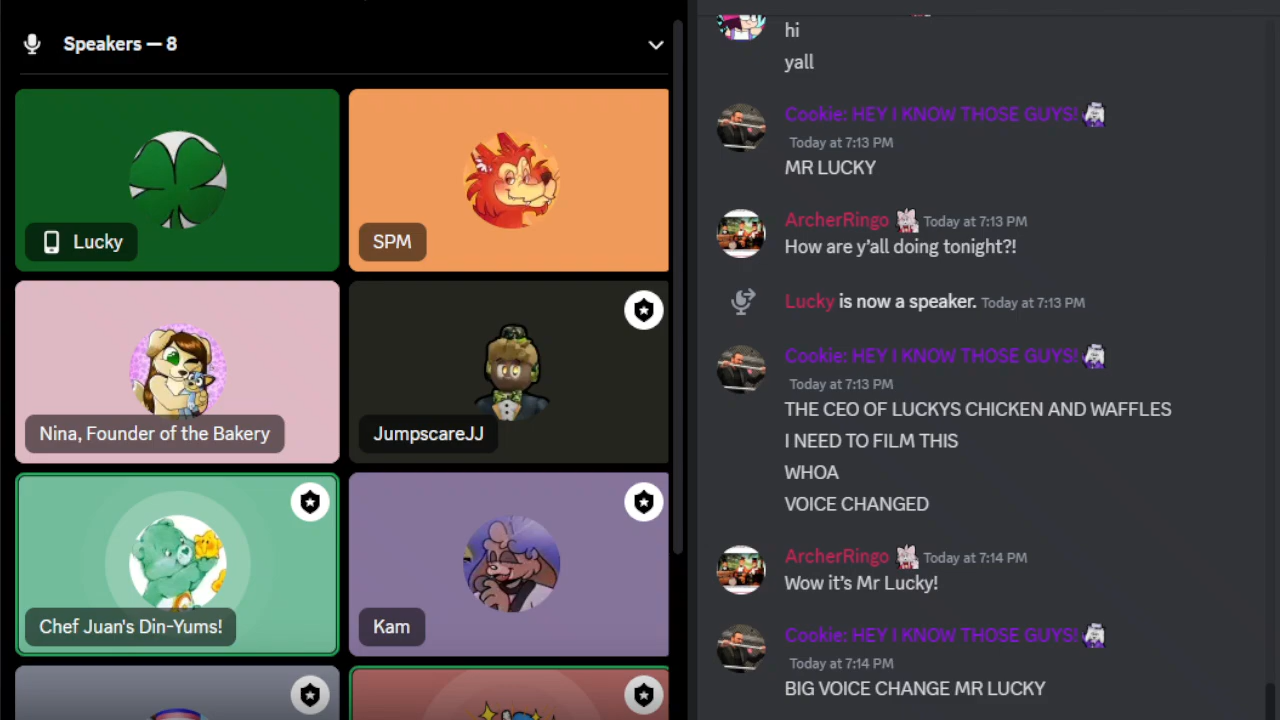 Speakers — 8
Lucky
SPM
Nina, Founder of the Bakery
JumpscareJJ
Chef Juan's Din-Yums!
Kam
hi
yall
Cookie: HEY I KNOW THOSE GUYS!
Today at 7:13 PM
MR LUCKY
ArcherRingo Today at 7:13 PM
How are y'all doing tonight?!
Lucky is now a speaker. Today at 7:13 PM
Cookie: HEY I KNOW THOSE GUYS!
Today at 7:13 PM
THE CEO OF LUCKYS CHICKEN AND WAFFLES
I NEED TO FILM THIS
WHOA
VOICE CHANGED
ArcherRingo Today at 7:14 PM
Wow it's Mr Lucky!
Cookie: HEY I KNOW THOSE GUYS!
Today at 7:14 PM
BIG VOICE CHANGE MR LUCKY